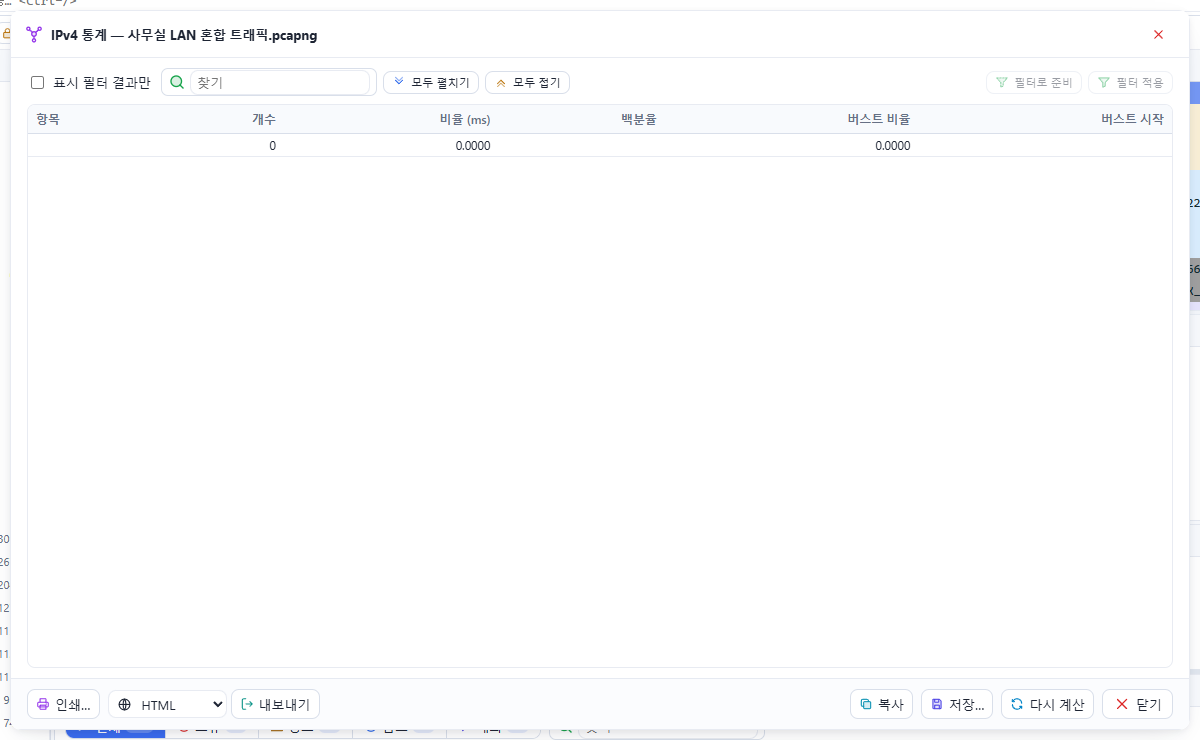 <Ctrl-/>
IPv4 통계 — 사무실 LAN 혼합 트래픽.pcapng
표시 필터 결과만 찾기 모두 펼치기 모두 접기 필터로 준비 필터 적용
항목 개수 비율 (ms) 백분율 버스트 비율 버스트 시작
0 0.0000 0.0000
인쇄... HTML 내보내기 복사 저장... 다시 계산 닫기